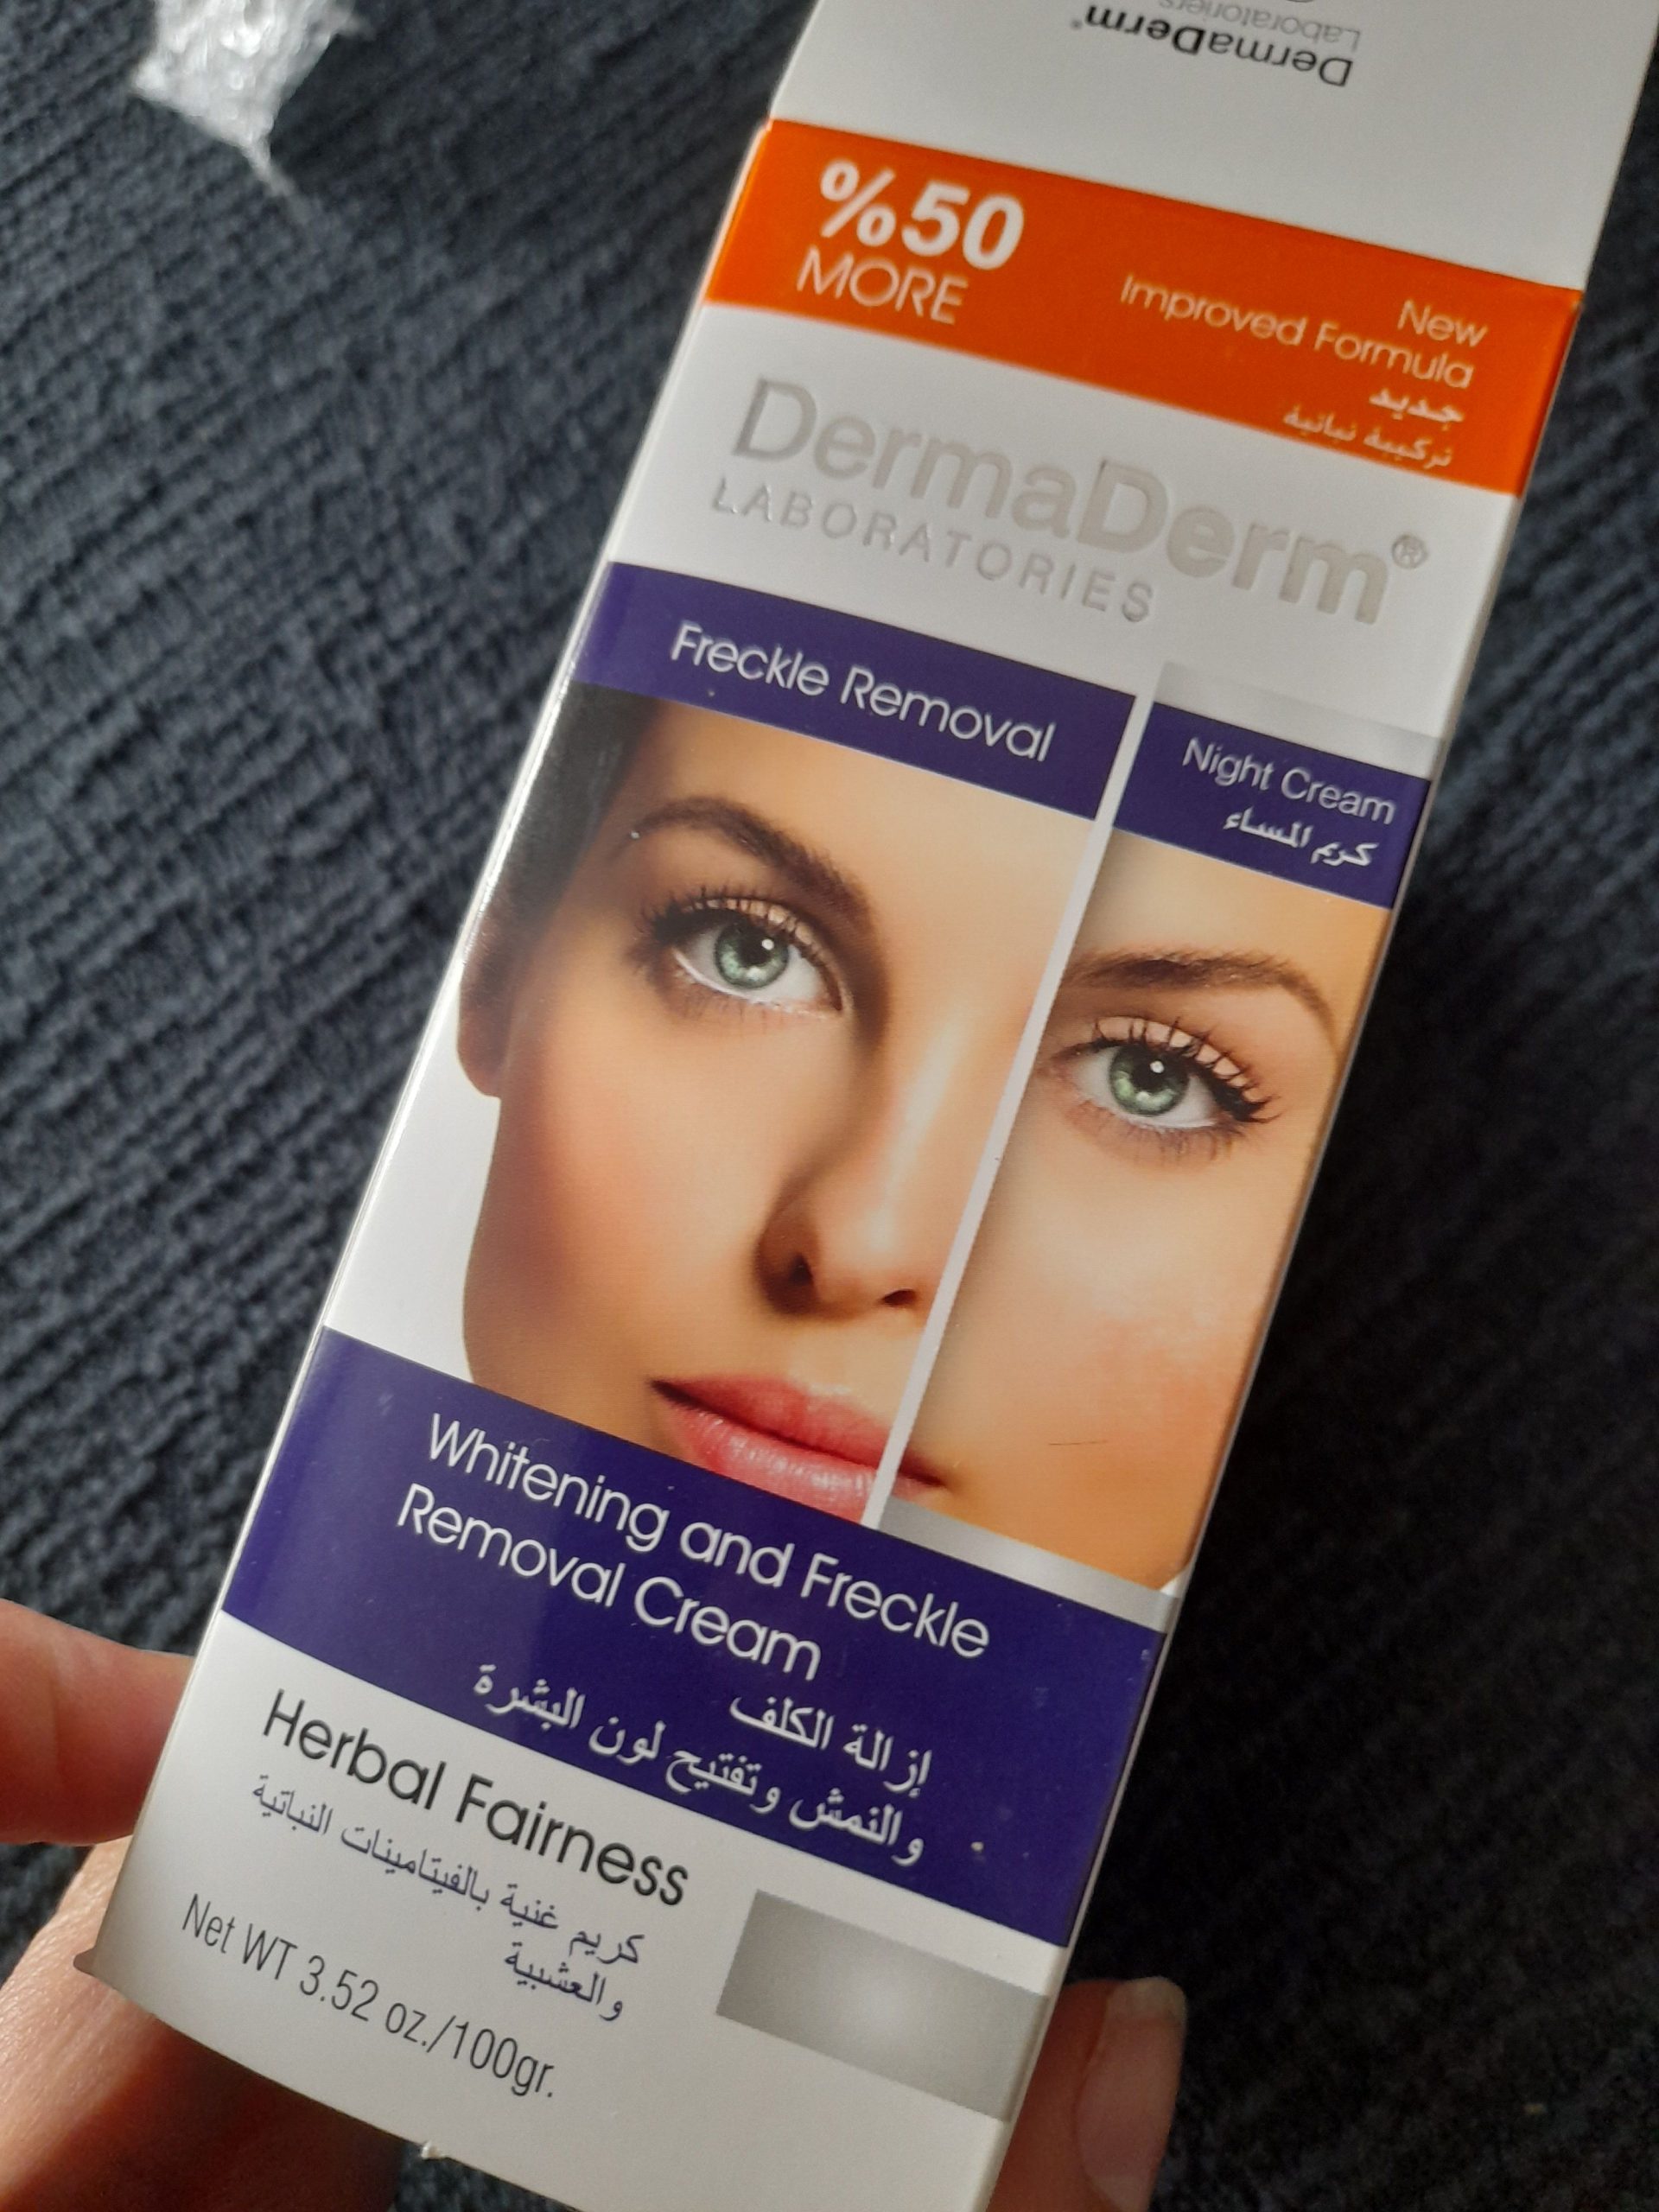 DermaDerm®
Laboratoriers
%50
MORE
New
Improved Formula
جديد
تركيبة نباتية
DermaDerm®
LABORATORIES
Freckle Removal
Night Cream
كريم المساء
Whitening and Freckle
Removal Cream
إزالة الكلف
والنمش وتفتيح لون البشرة
Herbal Fairness
كريم غنية بالفيتامينات النباتية
والعشبية
Net WT 3.52 oz./100gr.